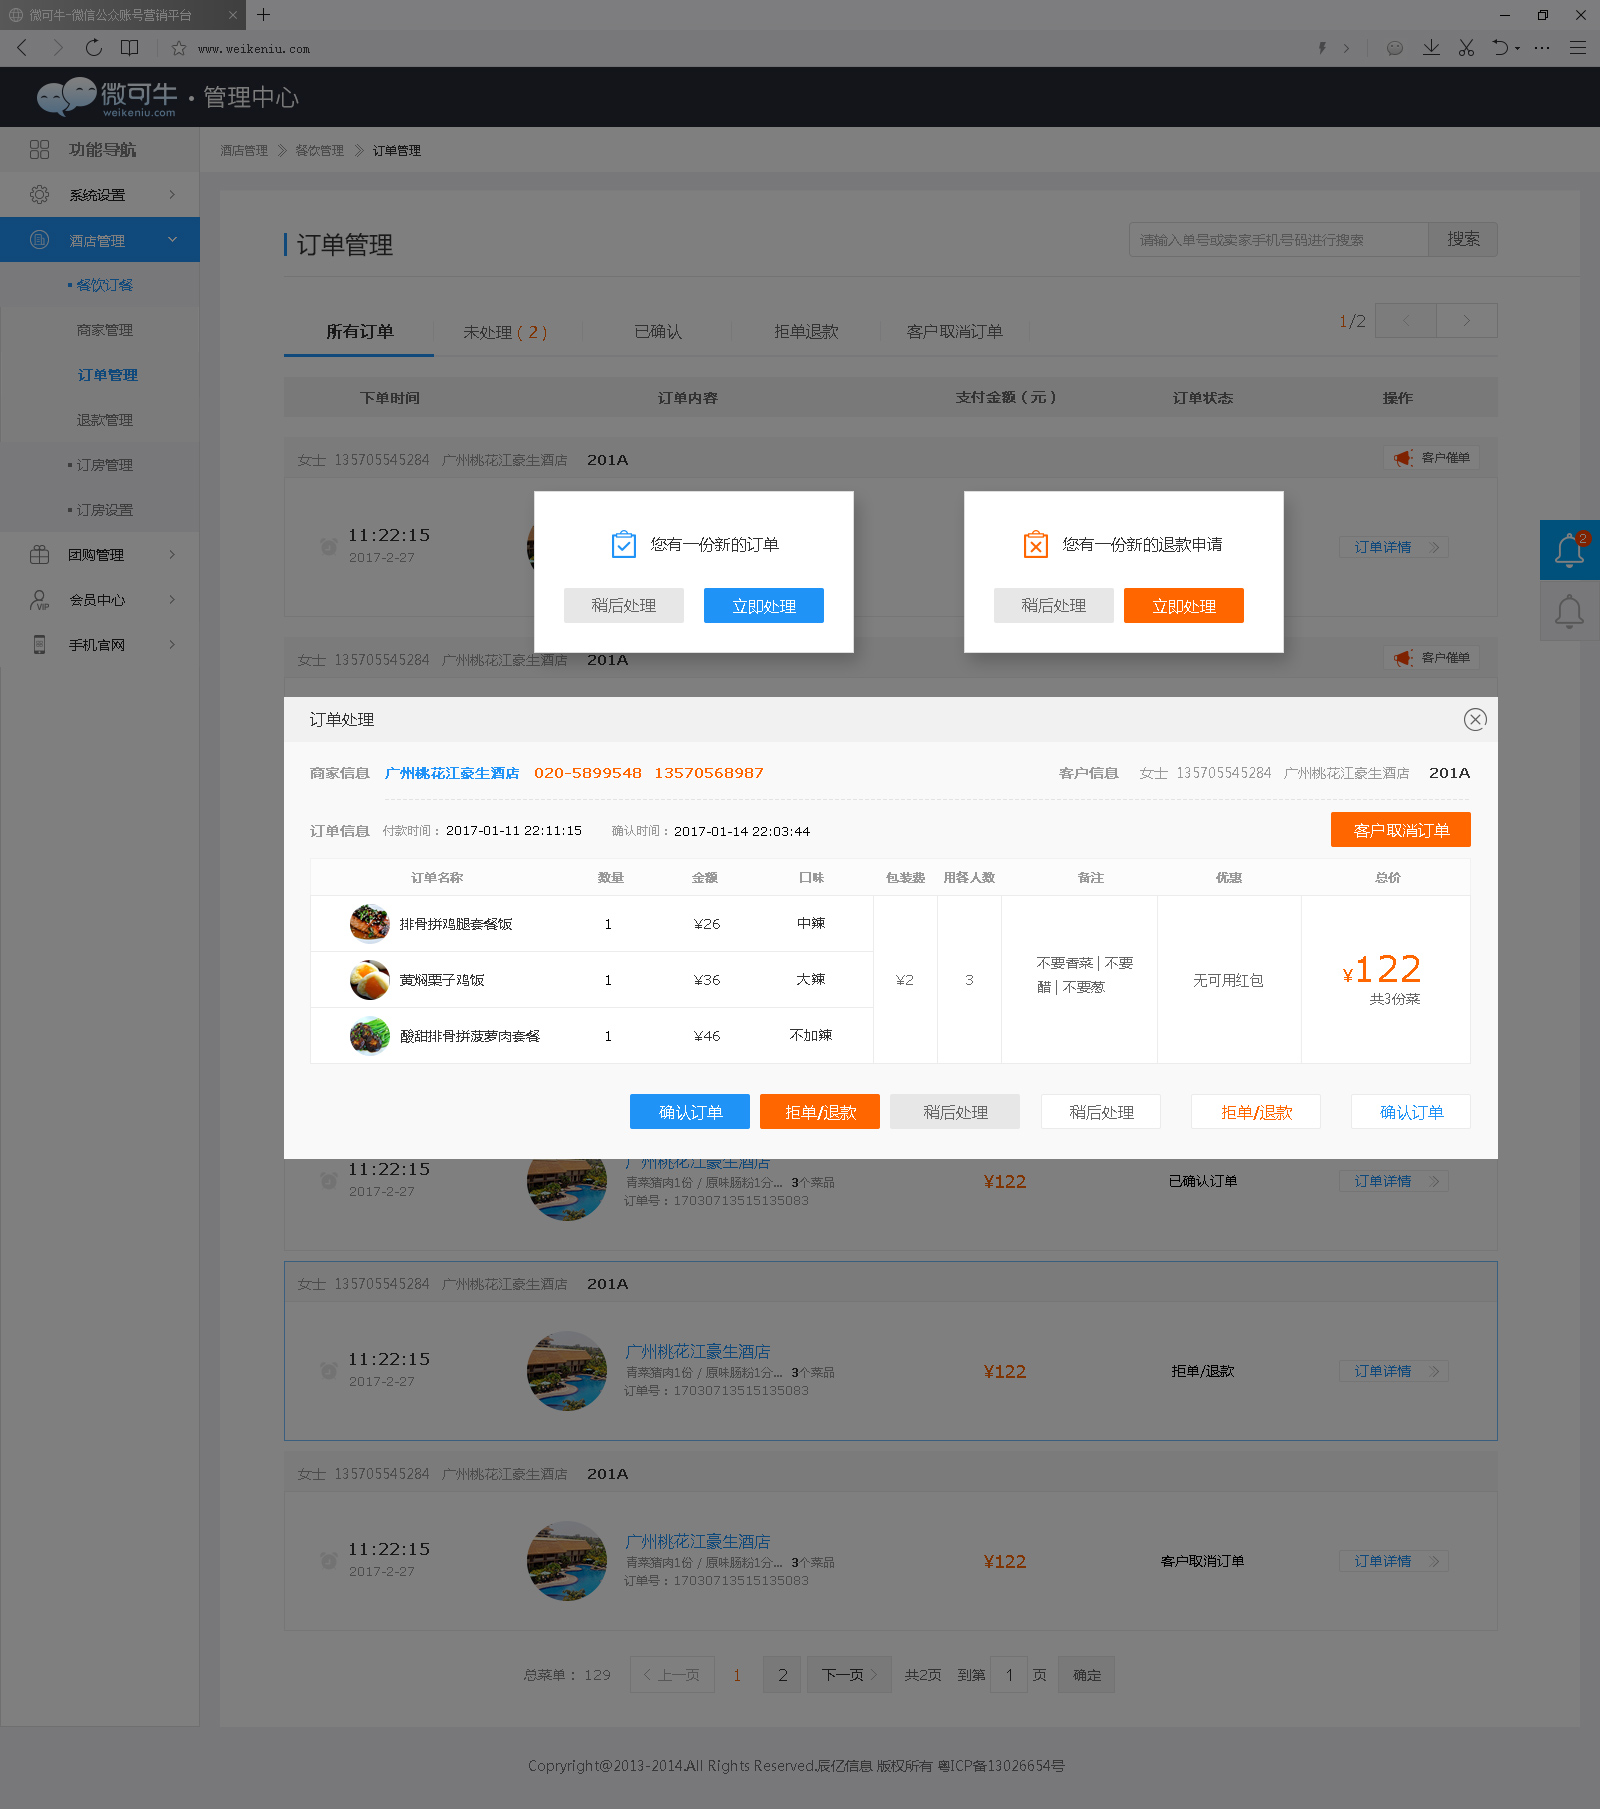 微可牛-微信公众账号营销平台
www.weikeniu.com
微可牛 · 管理中心
weikeniu.com
功能导航
酒店管理 餐饮管理 订单管理
系统设置
酒店管理
餐饮订餐
商家管理
订单管理
退款管理
订房管理
订房设置
团购管理
会员中心
VIP
手机官网
订单管理
请输入单号或卖家手机号码进行搜索 搜索
所有订单 未处理 ( 2 ) 已确认 拒单退款 客户取消订单 1/2
下单时间 订单内容 支付金额 ( 元 ) 订单状态 操作
女士 135705545284 广州桃花江豪生酒店 201A 客户催单
11:22:15
2017-2-27
订单详情
2
您有一份新的订单
稍后处理 立即处理
您有一份新的退款申请
稍后处理 立即处理
女士 135705545284 广州桃花江豪生酒店 201A 客户催单
订单处理
商家信息 广州桃花江豪生酒店 020-5899548 13570568987 客户信息 女士 135705545284 广州桃花江豪生酒店 201A
订单信息 付款时间： 2017-01-11 22:11:15 确认时间： 2017-01-14 22:03:44 客户取消订单
订单名称 数量 金额 口味 包装费 用餐人数 备注 优惠 总价
排骨拼鸡腿套餐饭 1 ¥26 中辣
黄焖栗子鸡饭 1 ¥36 大辣
酸甜排骨拼菠萝肉套餐 1 ¥46 不加辣
¥2 3
不要香菜 | 不要
醋 | 不要葱
无可用红包
¥122
共3份菜
确认订单 拒单/退款 稍后处理 稍后处理 拒单/退款 确认订单
11:22:15
2017-2-27
广州桃花江豪生酒店
青菜猪肉1份 / 原味肠粉1分... 3个菜品
订单号：17030713515135083
¥122 已确认订单 订单详情
女士 135705545284 广州桃花江豪生酒店 201A
11:22:15
2017-2-27
广州桃花江豪生酒店
青菜猪肉1份 / 原味肠粉1分... 3个菜品
订单号：17030713515135083
¥122 拒单/退款 订单详情
女士 135705545284 广州桃花江豪生酒店 201A
11:22:15
2017-2-27
广州桃花江豪生酒店
青菜猪肉1份 / 原味肠粉1分... 3个菜品
订单号：17030713515135083
¥122 客户取消订单 订单详情
总菜单： 129 上一页 1 2 下一页 共2页 到第 1 页 确定
Copryright@2013-2014.All Rights Reserved.辰亿信息 版权所有 粤ICP备13026654号